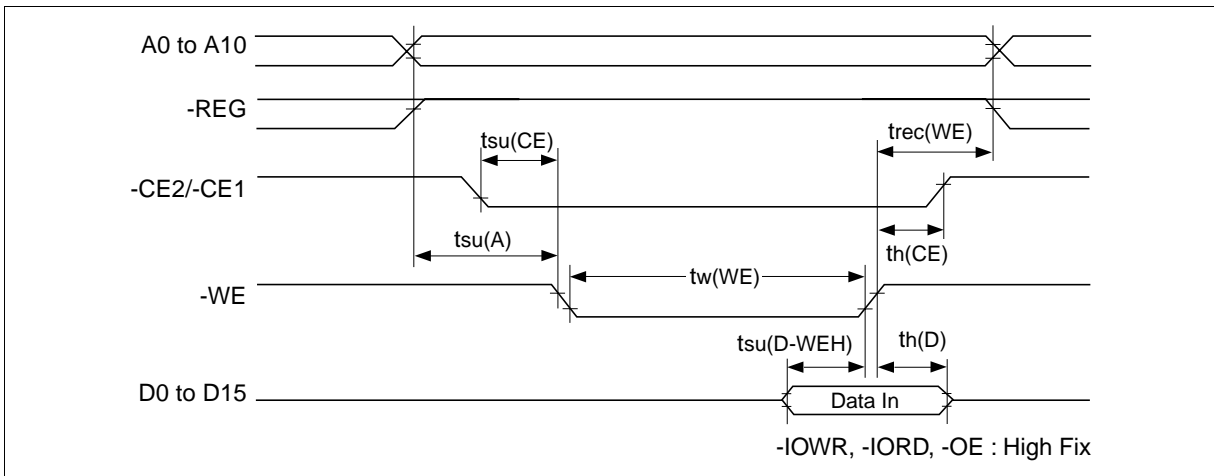 A0 to A10
-REG
tsu(CE)
trec(WE)
-CE2/-CE1
tsu(A)
th(CE)
tw(WE)
-WE
tsu(D-WEH)
th(D)
D0 to D15
Data In
-IOWR, -IORD, -OE : High Fix